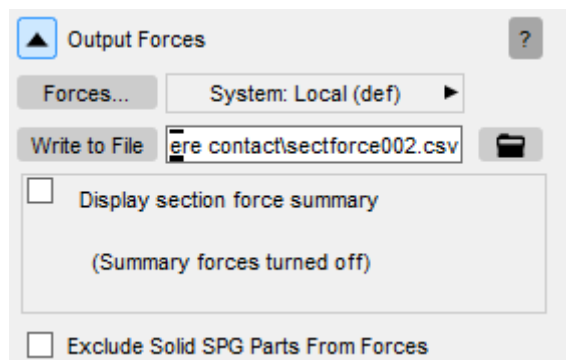 Output Forces ?
Forces... System: Local (def)
Write to File ere contact\sectforce002.csv
Display section force summary
(Summary forces turned off)
Exclude Solid SPG Parts From Forces